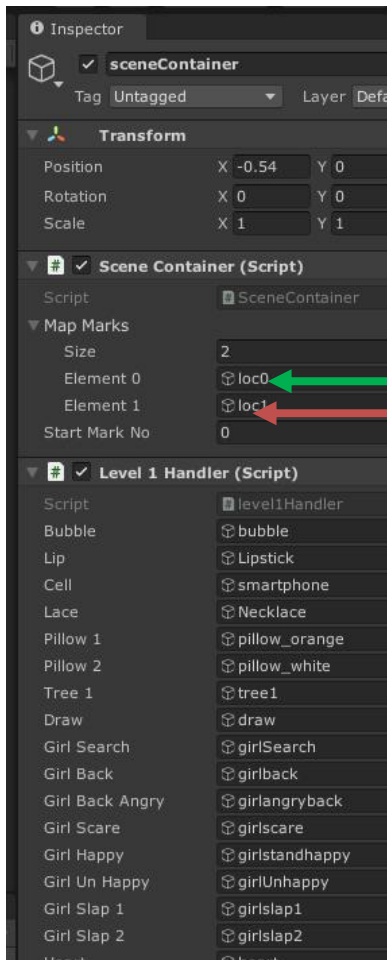 Inspector
sceneContainer
Tag Untagged Layer Defa
Transform
Position X -0.54 Y 0
Rotation X 0 Y 0
Scale X 1 Y 1
# Scene Container (Script)
Script # SceneContainer
Map Marks
Size 2
Element 0 loc0
Element 1 loc1
Start Mark No 0
# Level 1 Handler (Script)
Script # level1Handler
Bubble bubble
Lip Lipstick
Cell smartphone
Lace Necklace
Pillow 1 pillow_orange
Pillow 2 pillow_white
Tree 1 tree1
Draw draw
Girl Search girlSearch
Girl Back girlback
Girl Back Angry girlangryback
Girl Scare girlscare
Girl Happy girlstandhappy
Girl Un Happy girlUnhappy
Girl Slap 1 girlslap1
Girl Slap 2 girlslap2